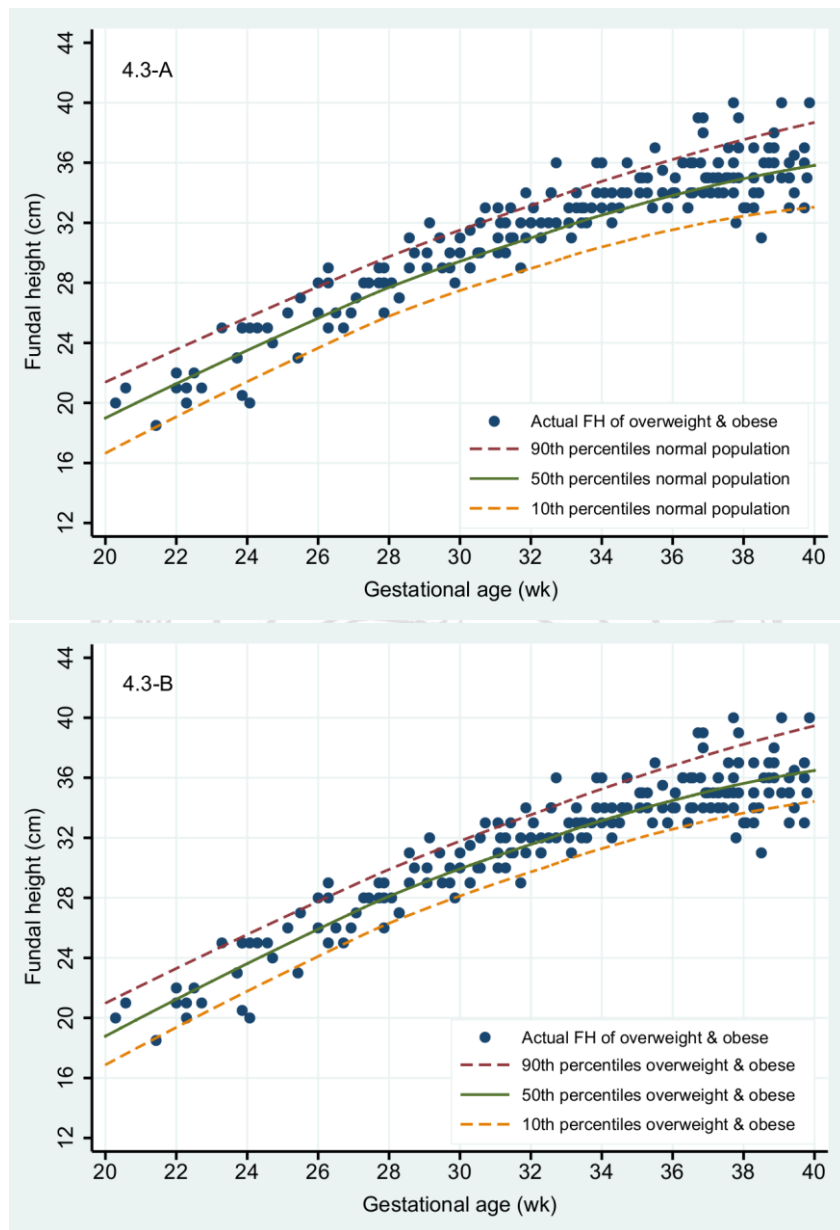 4.3-A
Fundal height (cm)
44
40
36
32
28
24
20
16
12
Actual FH of overweight & obese
90th percentiles normal population
50th percentiles normal population
10th percentiles normal population
20 22 24 26 28 30 32 34 36 38 40
Gestational age (wk)
4.3-B
Fundal height (cm)
44
40
36
32
28
24
20
16
12
Actual FH of overweight & obese
90th percentiles overweight & obese
50th percentiles overweight & obese
10th percentiles overweight & obese
20 22 24 26 28 30 32 34 36 38 40
Gestational age (wk)